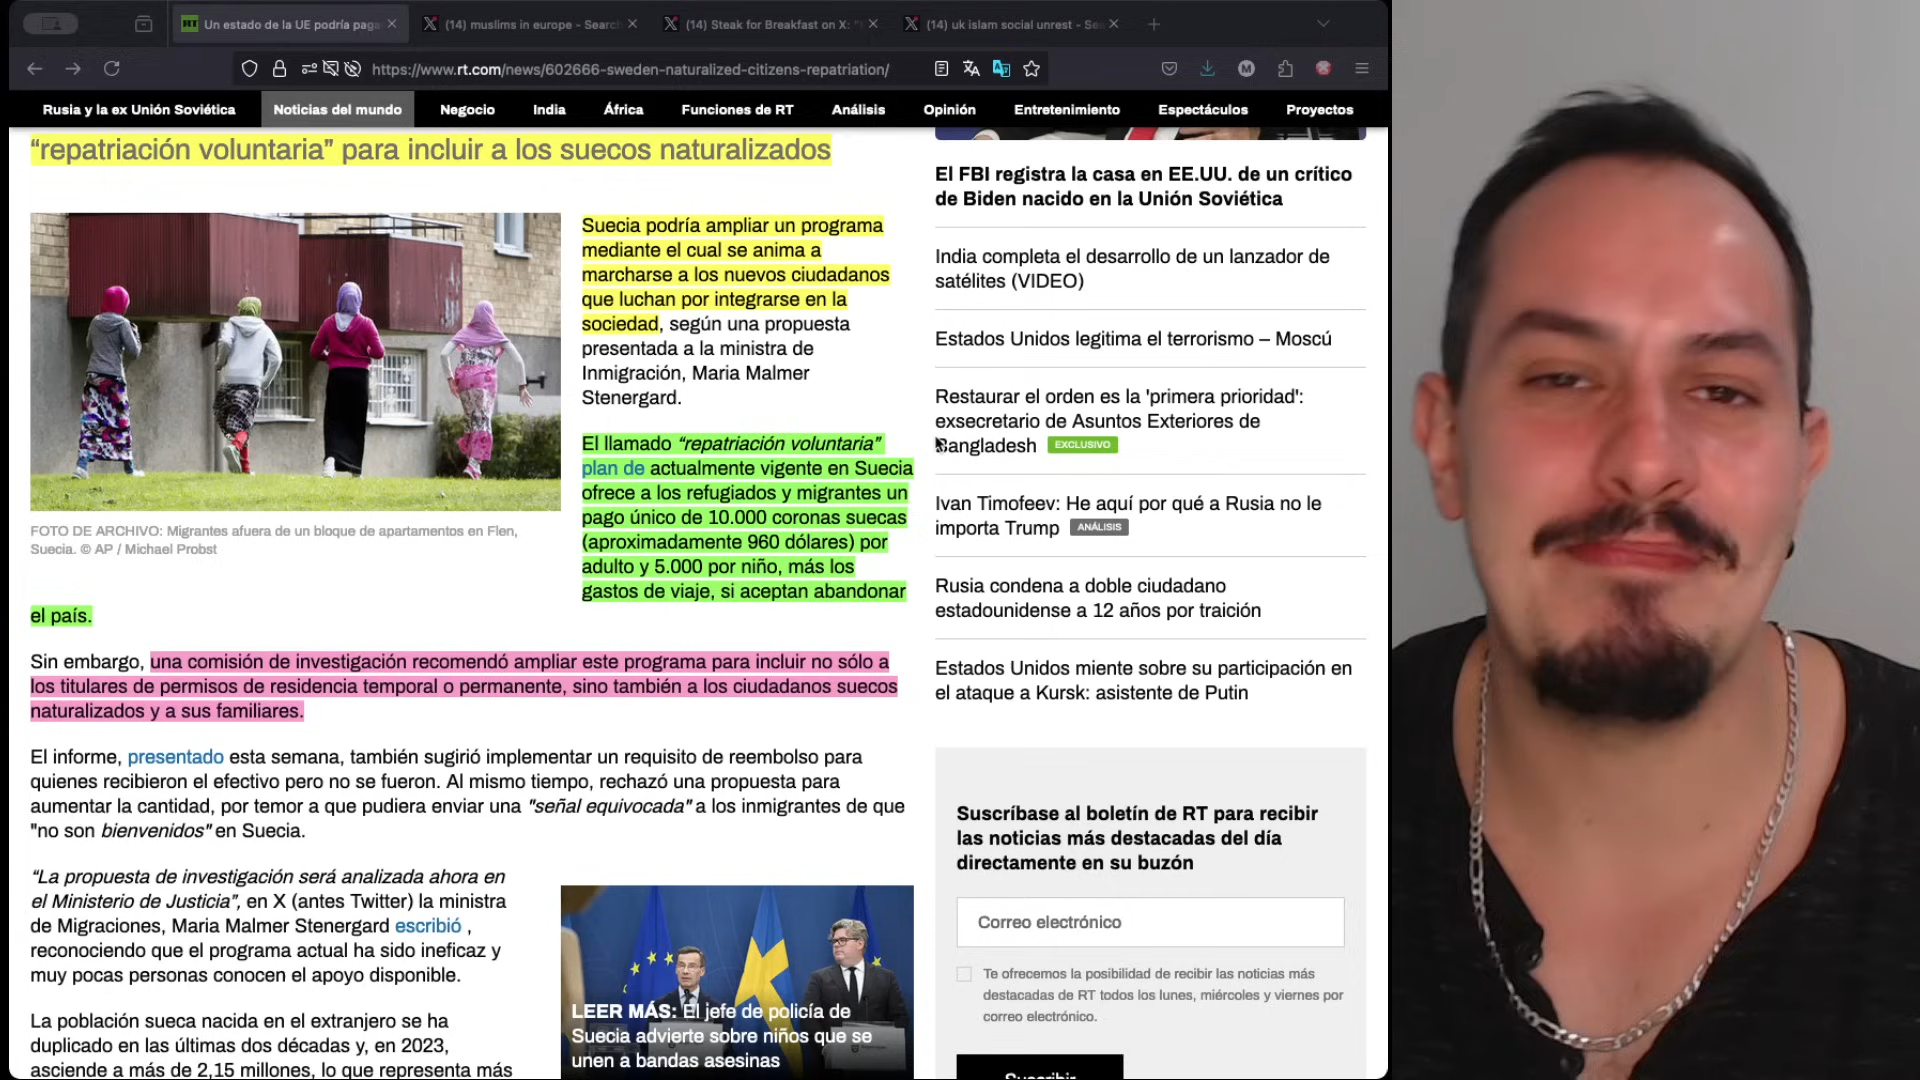 RT Un estado de la UE podría paga
(14) muslims in europe - Searc
(14) Steak for Breakfast on X: "
(14) uk islam social unrest - Se
https://www.rt.com/news/602666-sweden-naturalized-citizens-repatriation/
Rusia y la ex Unión Soviética
Noticias del mundo
Negocio
India
África
Funciones de RT
Análisis
Opinión
Entretenimiento
Espectáculos
Proyectos
“repatriación voluntaria” para incluir a los suecos naturalizados
Suecia podría ampliar un programa
mediante el cual se anima a
marcharse a los nuevos ciudadanos
que luchan por integrarse en la
sociedad, según una propuesta
presentada a la ministra de
Inmigración, Maria Malmer
Stenergard.
FOTO DE ARCHIVO: Migrantes afuera de un bloque de apartamentos en Flen,
Suecia. © AP / Michael Probst
El llamado “repatriación voluntaria”
plan de actualmente vigente en Suecia
ofrece a los refugiados y migrantes un
pago único de 10.000 coronas suecas
(aproximadamente 960 dólares) por
adulto y 5.000 por niño, más los
gastos de viaje, si aceptan abandonar
el país.
Sin embargo, una comisión de investigación recomendó ampliar este programa para incluir no sólo a
los titulares de permisos de residencia temporal o permanente, sino también a los ciudadanos suecos
naturalizados y a sus familiares.
El informe, presentado esta semana, también sugirió implementar un requisito de reembolso para
quienes recibieron el efectivo pero no se fueron. Al mismo tiempo, rechazó una propuesta para
aumentar la cantidad, por temor a que pudiera enviar una "señal equivocada" a los inmigrantes de que
"no son bienvenidos" en Suecia.
“La propuesta de investigación será analizada ahora en
el Ministerio de Justicia”, en X (antes Twitter) la ministra
de Migraciones, Maria Malmer Stenergard escribió ,
reconociendo que el programa actual ha sido ineficaz y
muy pocas personas conocen el apoyo disponible.
La población sueca nacida en el extranjero se ha
duplicado en las últimas dos décadas y, en 2023,
asciende a más de 2,15 millones, lo que representa más
LEER MÁS: El jefe de policía de
Suecia advierte sobre niños que se
unen a bandas asesinas
El FBI registra la casa en EE.UU. de un crítico
de Biden nacido en la Unión Soviética
India completa el desarrollo de un lanzador de
satélites (VIDEO)
Estados Unidos legitima el terrorismo – Moscú
Restaurar el orden es la 'primera prioridad':
exsecretario de Asuntos Exteriores de
Bangladesh EXCLUSIVO
Ivan Timofeev: He aquí por qué a Rusia no le
importa Trump ANÁLISIS
Rusia condena a doble ciudadano
estadounidense a 12 años por traición
Estados Unidos miente sobre su participación en
el ataque a Kursk: asistente de Putin
Suscríbase al boletín de RT para recibir
las noticias más destacadas del día
directamente en su buzón
Correo electrónico
Te ofrecemos la posibilidad de recibir las noticias más
destacadas de RT todos los lunes, miércoles y viernes por
correo electrónico.
Suscribir